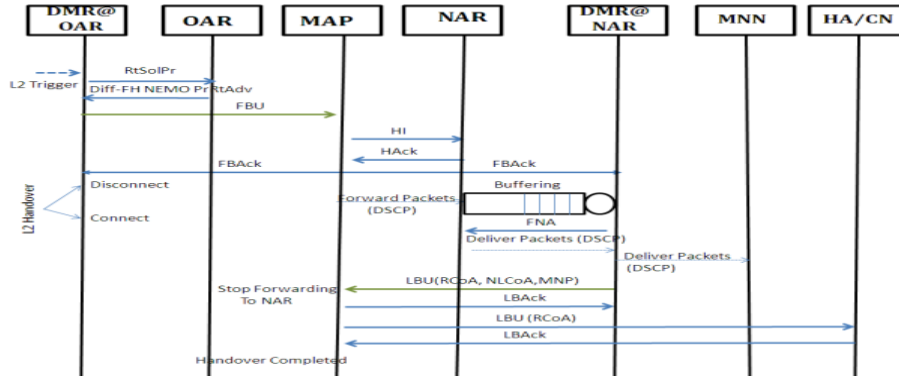 DMR@
OAR
OAR
MAP
NAR
DMR@
NAR
MNN
HA/CN
RtSolPr
L2 Trigger
Diff-FH NEMO PrRtAdv
FBU
HI
HAck
FBAck
FBAck
Disconnect
Buffering
Forward Packets
(DSCP)
L2 Handover
Connect
FNA
Deliver Packets (DSCP)
Deliver Packets
(DSCP)
LBU(RCoA, NLCoA,MNP)
Stop Forwarding
To NAR
LBAck
LBU (RCoA)
LBAck
Handover Completed